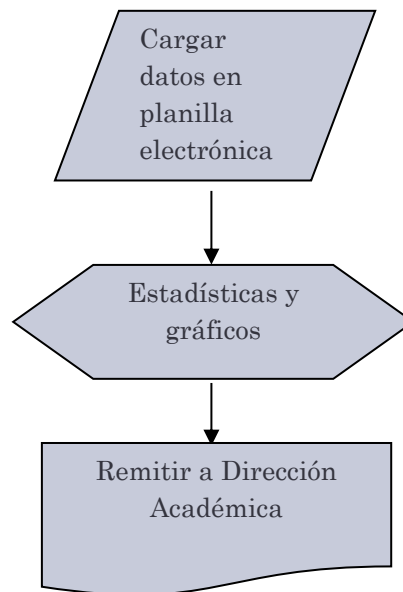 Cargar
datos en
planilla
electrónica
Estadísticas y
gráficos
Remitir a Dirección
Académica